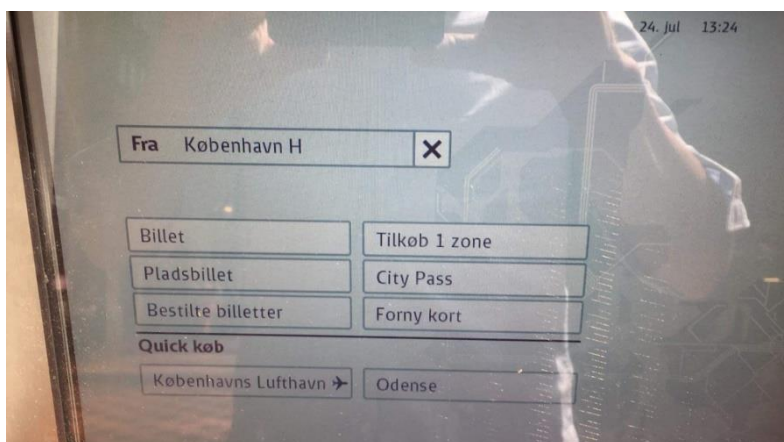 24. jul 13:24
Fra København H X
Billet Tilkøb 1 zone
Pladsbillet City Pass
Bestilte billetter Forny kort
Quick køb
Københavns Lufthavn Odense